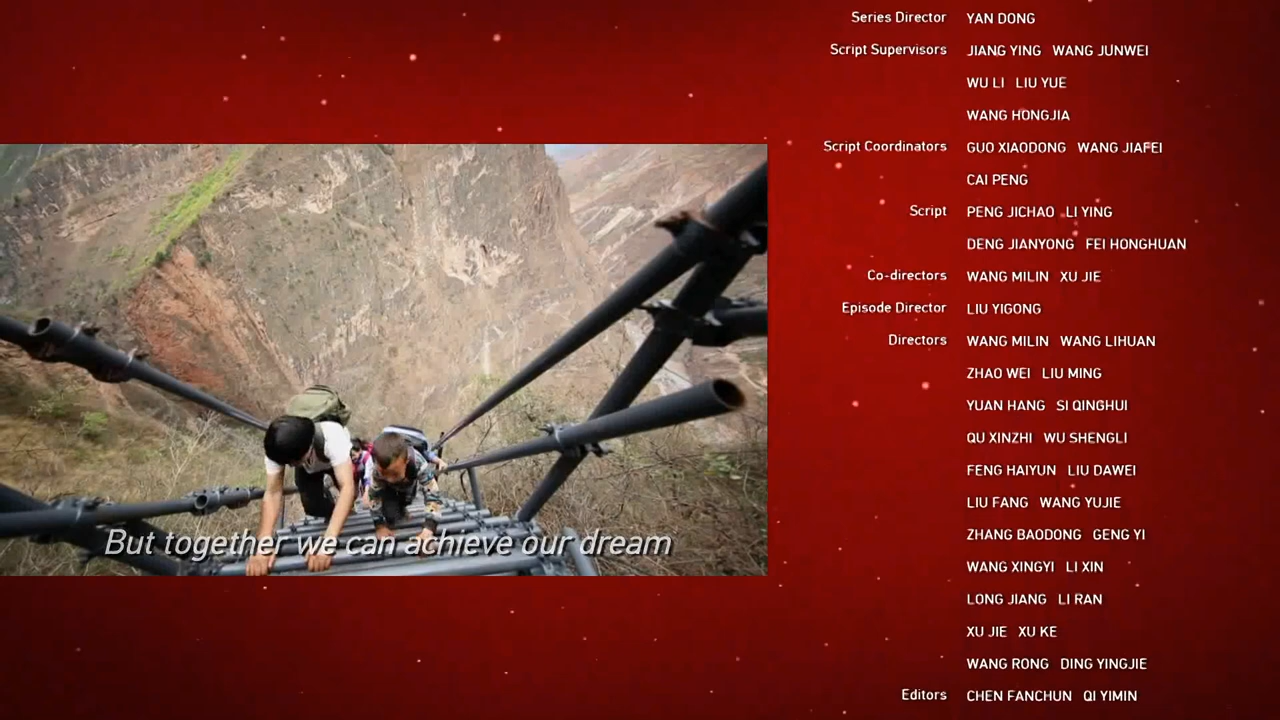 Series Director YAN DONG
Script Supervisors JIANG YING WANG JUNWEI
WU LI LIU YUE
WANG HONGJIA
Script Coordinators GUO XIAODONG WANG JIAFEI
CAI PENG
Script PENG JICHAO LI YING
DENG JIANYONG FEI HONGHUAN
Co-directors WANG MILIN XU JIE
Episode Director LIU YIGONG
Directors WANG MILIN WANG LIHUAN
ZHAO WEI LIU MING
YUAN HANG SI QINGHUI
QU XINZHI WU SHENGLI
FENG HAIYUN LIU DAWEI
LIU FANG WANG YUJIE
ZHANG BAODONG GENG YI
WANG XINGYI LI XIN
LONG JIANG LI RAN
XU JIE XU KE
WANG RONG DING YINGJIE
Editors CHEN FANCHUN QI YIMIN
But together we can achieve our dream